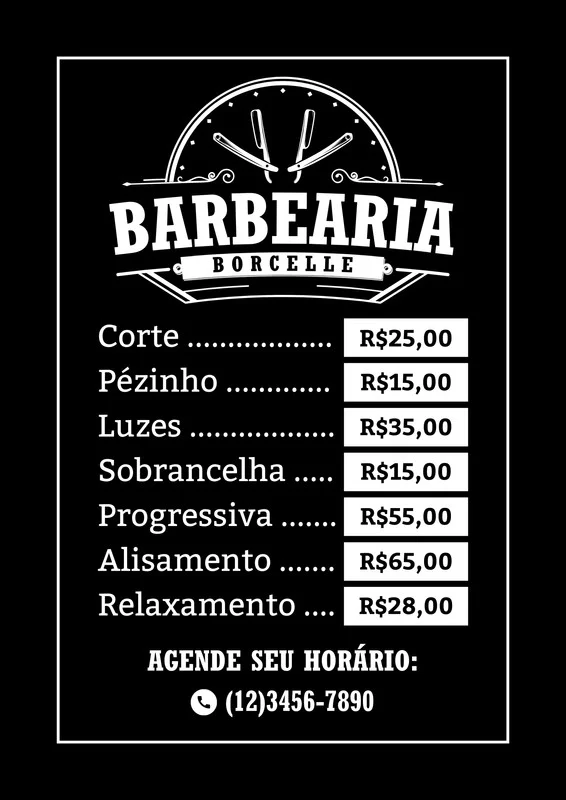 BARBEARIA
BORCELLE
Corte .................. R$25,00
Pézinho ............. R$15,00
Luzes .................. R$35,00
Sobrancelha ..... R$15,00
Progressiva ....... R$55,00
Alisamento ....... R$65,00
Relaxamento .... R$28,00
AGENDE SEU HORÁRIO:
(12)3456-7890